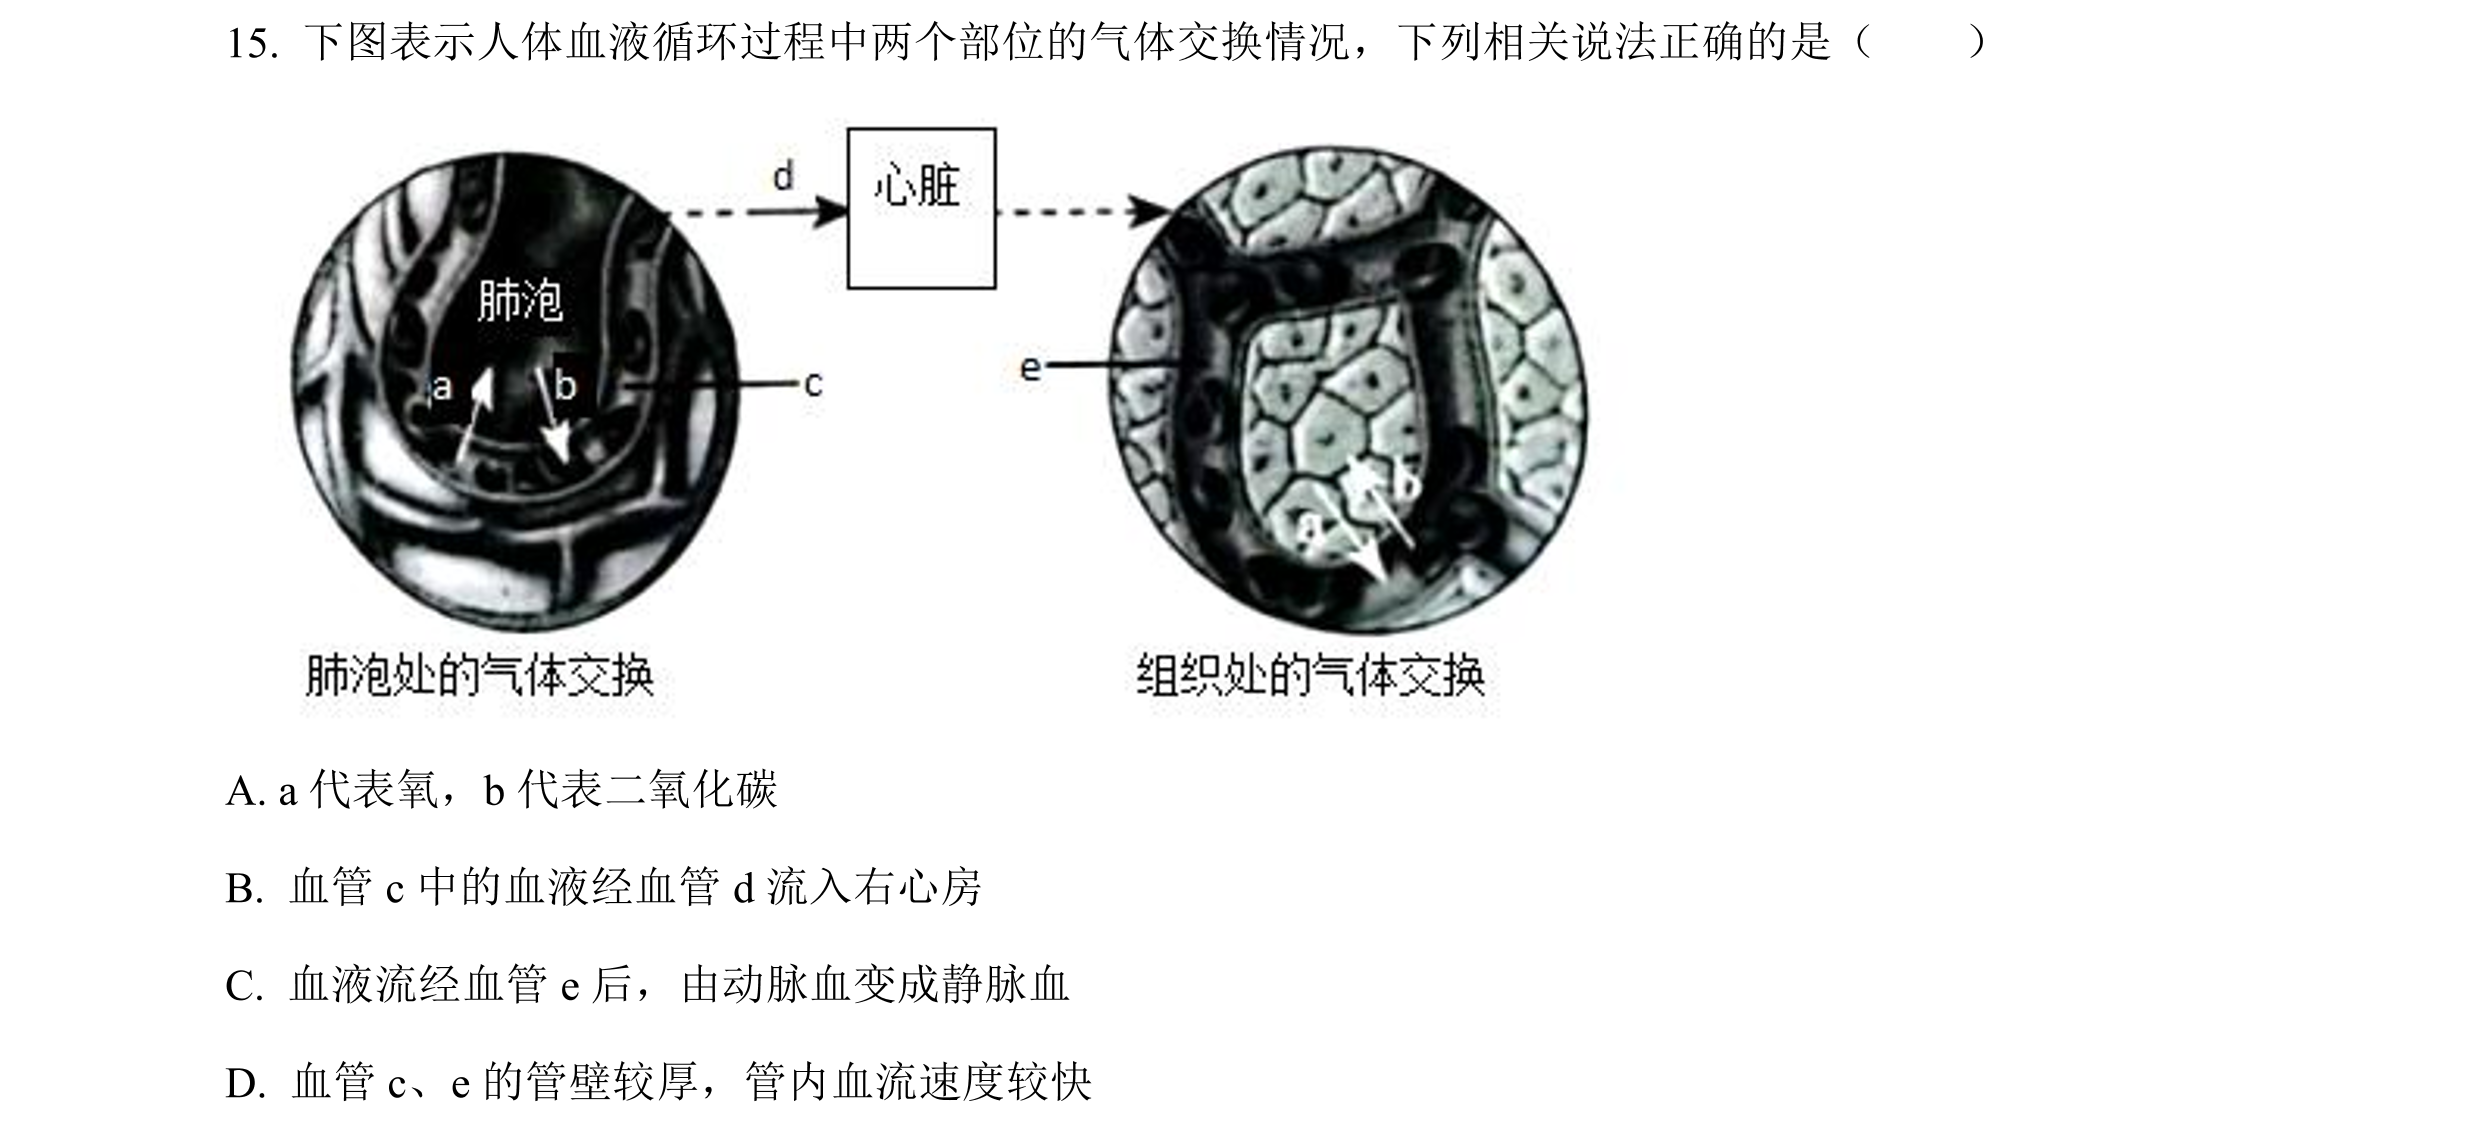 15. 下图表示人体血液循环过程中两个部位的气体交换情况，下列相关说法正确的是（　　）
d
心脏
肺泡
a
b
c
e
b
a
肺泡处的气体交换
组织处的气体交换
A. a 代表氧，b 代表二氧化碳
B. 血管 c 中的血液经血管 d 流入右心房
C. 血液流经血管 e 后，由动脉血变成静脉血
D. 血管 c、e 的管壁较厚，管内血流速度较快